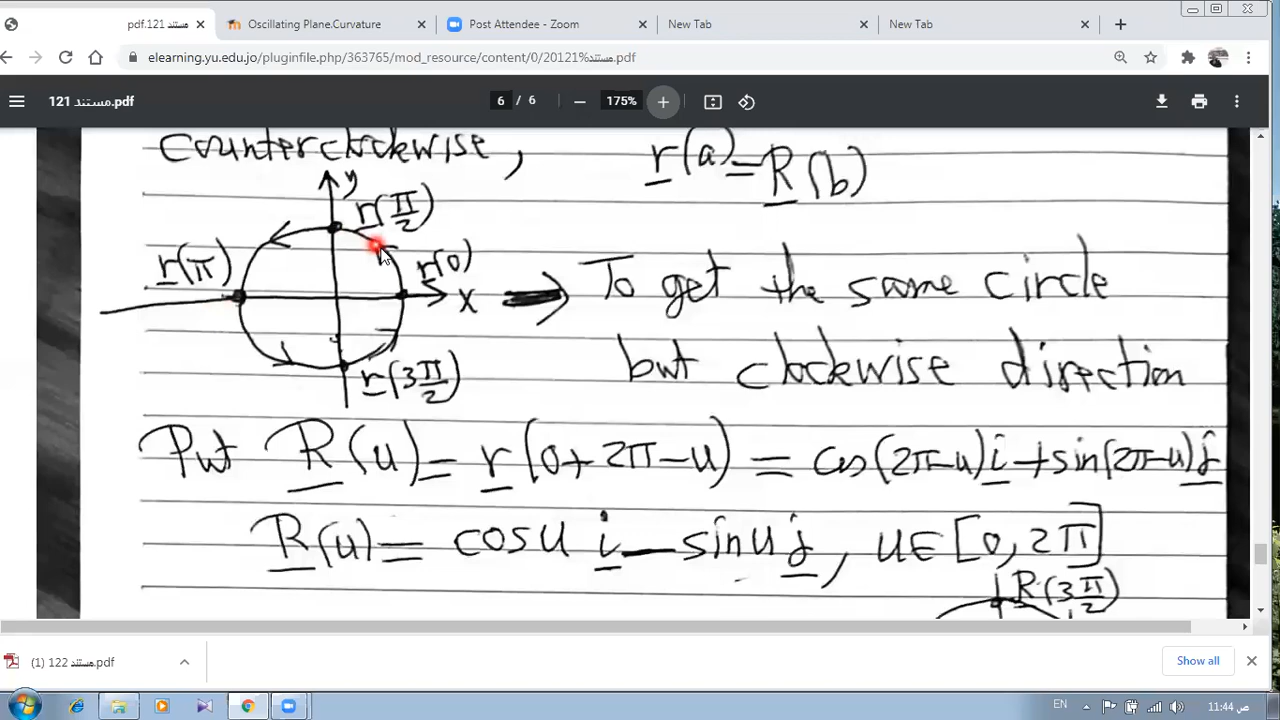 121 مستند.pdf
Oscillating Plane.Curvature
Post Attendee - Zoom
New Tab
New Tab
elearning.yu.edu.jo/pluginfile.php/363765/mod_resource/content/0/20121%مستند.pdf
121 مستند.pdf
6 / 6
175%
Counterclockwise, r(a) = R(b)
y
r(π/2)
r(π)
r(0)
x
To get the same circle
r(3π/2)
but clockwise direction
Put R(u) = r(0+2π-u) = cos(2π-u)i+sin(2π-u)j
R(u) = cosu i - sinu j, u∈[0, 2π]
R(3π/2)
(1) 122 مستند.pdf
Show all
EN
11:44 ص